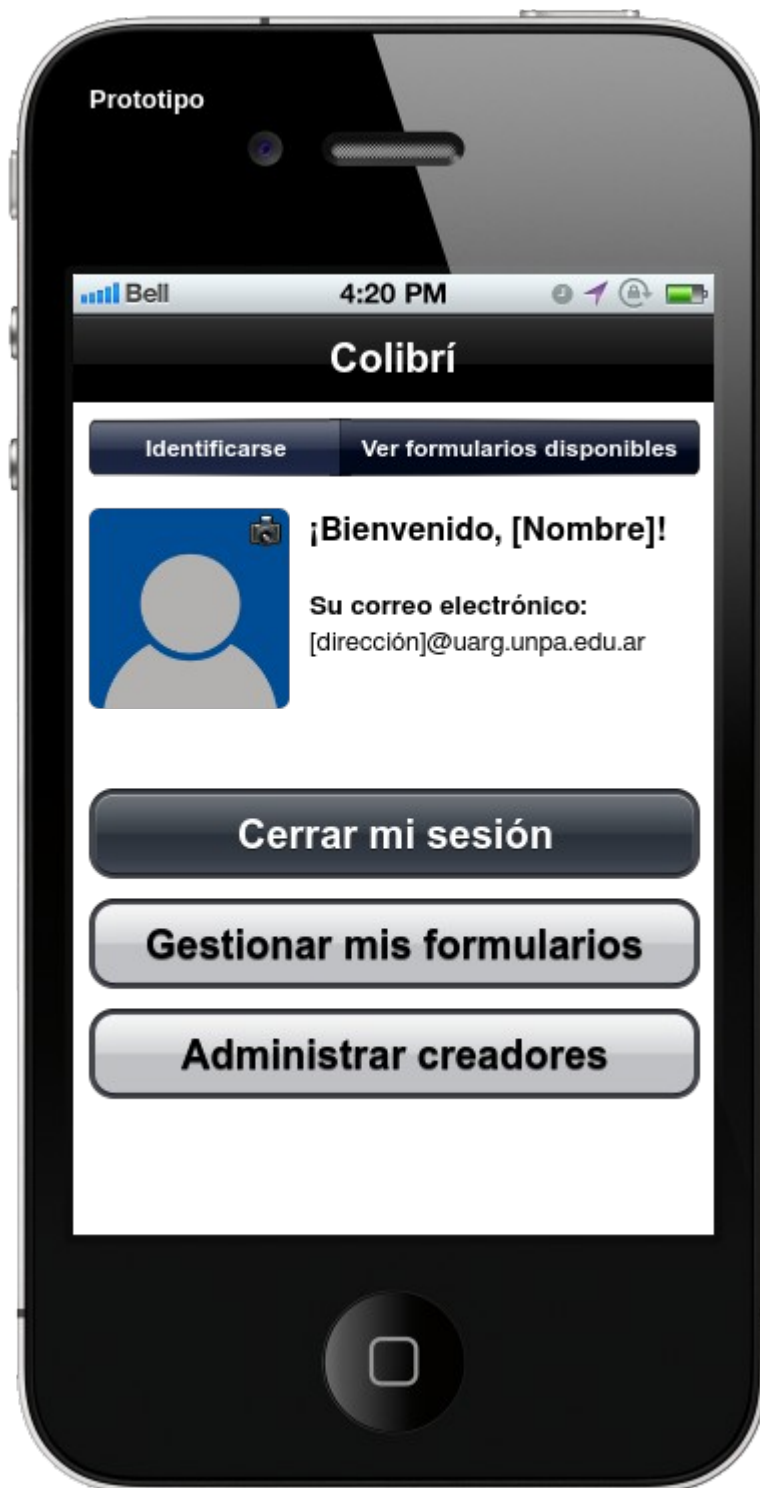 Prototipo
Bell 4:20 PM
Colibrí
Identificarse Ver formularios disponibles
¡Bienvenido, [Nombre]!
Su correo electrónico:
[dirección]@uarg.unpa.edu.ar
Cerrar mi sesión
Gestionar mis formularios
Administrar creadores